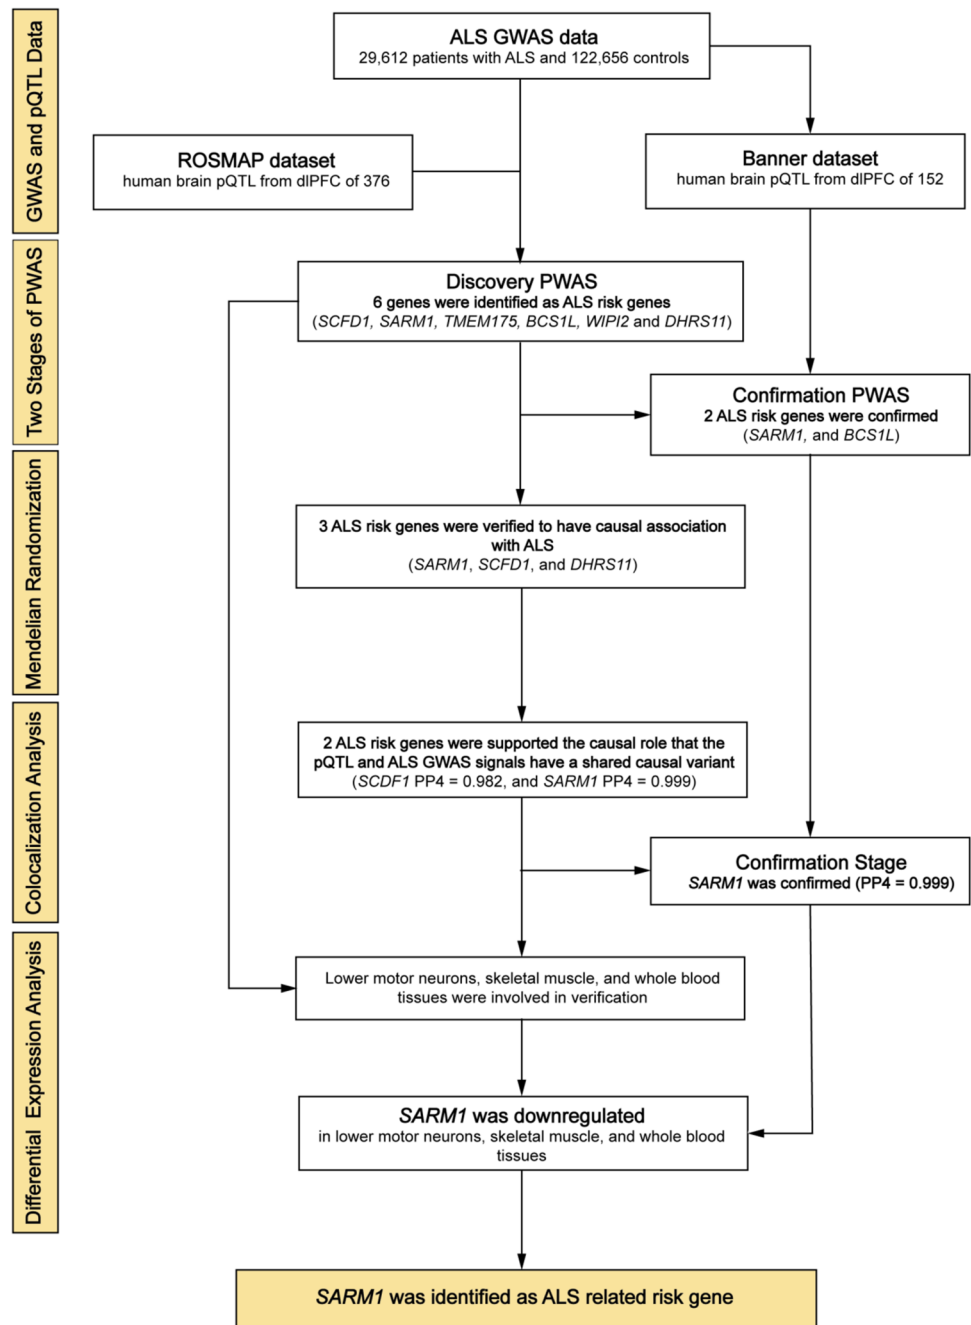 GWAS and pQTL Data
ALS GWAS data
29,612 patients with ALS and 122,656 controls
ROSMAP dataset
human brain pQTL from dlPFC of 376
Banner dataset
human brain pQTL from dlPFC of 152
Two Stages of PWAS
Discovery PWAS
6 genes were identified as ALS risk genes
(SCFD1, SARM1, TMEM175, BCS1L, WIPI2 and DHRS11)
Confirmation PWAS
2 ALS risk genes were confirmed
(SARM1, and BCS1L)
Mendelian Randomization
3 ALS risk genes were verified to have causal association
with ALS
(SARM1, SCFD1, and DHRS11)
Colocalization Analysis
2 ALS risk genes were supported the causal role that the
pQTL and ALS GWAS signals have a shared causal variant
(SCDF1 PP4 = 0.982, and SARM1 PP4 = 0.999)
Confirmation Stage
SARM1 was confirmed (PP4 = 0.999)
Differential Expression Analysis
Lower motor neurons, skeletal muscle, and whole blood
tissues were involved in verification
SARM1 was downregulated
in lower motor neurons, skeletal muscle, and whole blood
tissues
SARM1 was identified as ALS related risk gene